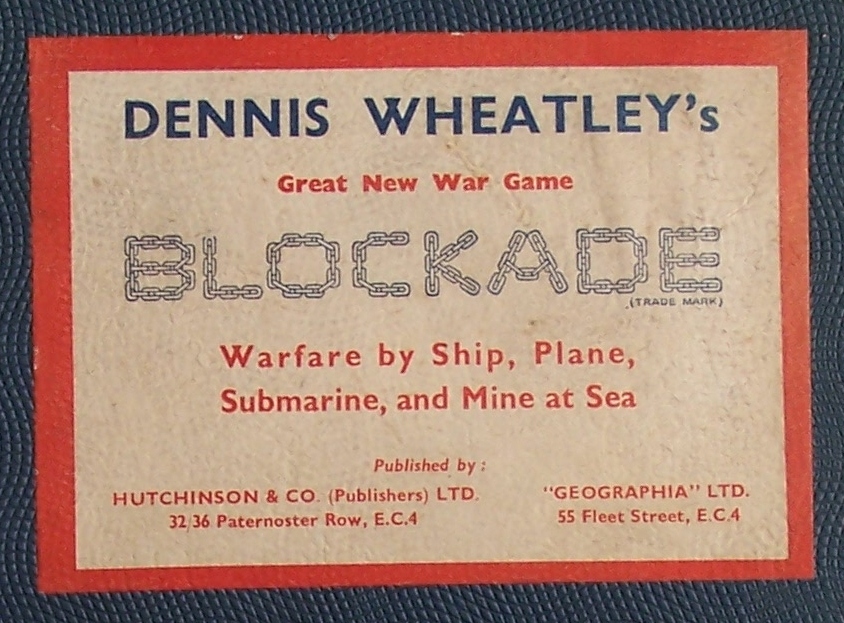 DENNIS WHEATLEY's
Great New War Game
BLOCKADE
(TRADE MARK)
Warfare by Ship, Plane,
Submarine, and Mine at Sea
Published by :
HUTCHINSON & CO. (Publishers) LTD.
32/36 Paternoster Row, E.C.4
"GEOGRAPHIA" LTD.
55 Fleet Street, E.C.4